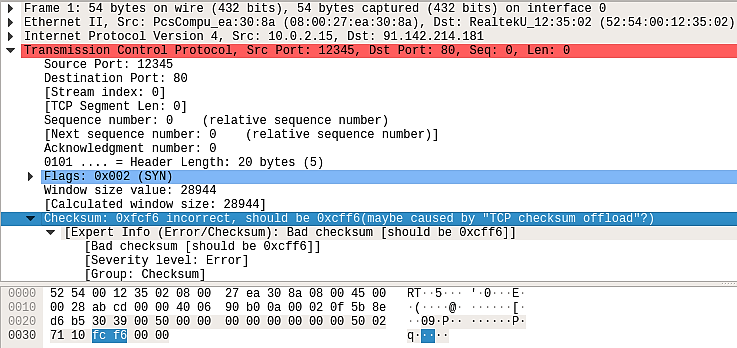 Frame 1: 54 bytes on wire (432 bits), 54 bytes captured (432 bits) on interface 0
Ethernet II, Src: PcsCompu_ea:30:8a (08:00:27:ea:30:8a), Dst: RealtekU_12:35:02 (52:54:00:12:35:02)
Internet Protocol Version 4, Src: 10.0.2.15, Dst: 91.142.214.181
Transmission Control Protocol, Src Port: 12345, Dst Port: 80, Seq: 0, Len: 0
Source Port: 12345
Destination Port: 80
[Stream index: 0]
[TCP Segment Len: 0]
Sequence number: 0    (relative sequence number)
[Next sequence number: 0    (relative sequence number)]
Acknowledgment number: 0
0101 .... = Header Length: 20 bytes (5)
Flags: 0x002 (SYN)
Window size value: 28944
[Calculated window size: 28944]
Checksum: 0xfcf6 incorrect, should be 0xcff6(maybe caused by "TCP checksum offload"?)
[Expert Info (Error/Checksum): Bad checksum [should be 0xcff6]]
[Bad checksum [should be 0xcff6]]
[Severity level: Error]
[Group: Checksum]
0000 52 54 00 12 35 02 08 00 27 ea 30 8a 08 00 45 00 RT··5··· '·0···E·
0010 00 28 ab cd 00 00 40 06 90 b0 0a 00 02 0f 5b 8e ·(····@· ······[·
0020 d6 b5 30 39 00 50 00 00 00 00 00 00 00 00 50 02 ··09·P·· ······P·
0030 71 10 fc f6 00 00 q·····